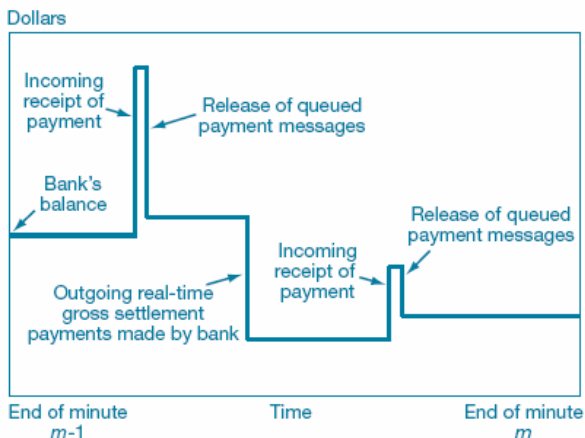 Dollars
Incoming
receipt of
payment
Release of queued
payment messages
Bank's
balance
Release of queued
payment messages
Incoming
receipt of
payment
Outgoing real-time
gross settlement
payments made by bank
End of minute
m-1
Time
End of minute
m